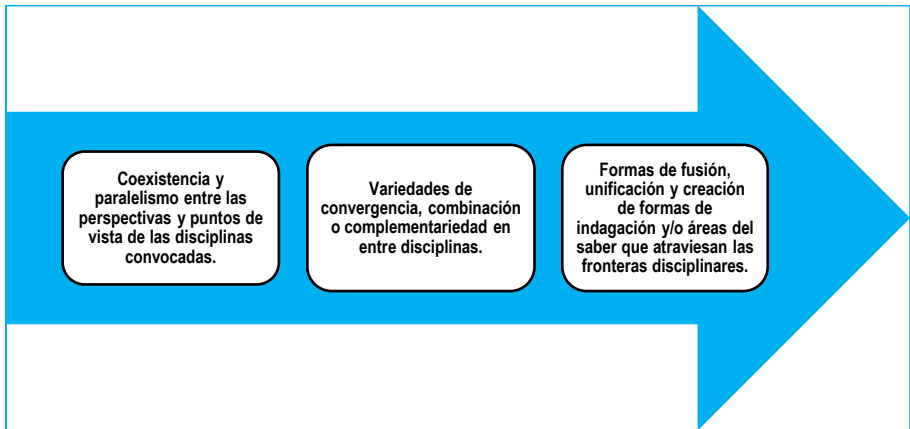 Coexistencia y
paralelismo entre las
perspectivas y puntos de
vista de las disciplinas
convocadas.
Variedades de
convergencia, combinación
o complementariedad en
entre disciplinas.
Formas de fusión,
unificación y creación
de formas de
indagación y/o áreas del
saber que atraviesan las
fronteras disciplinares.